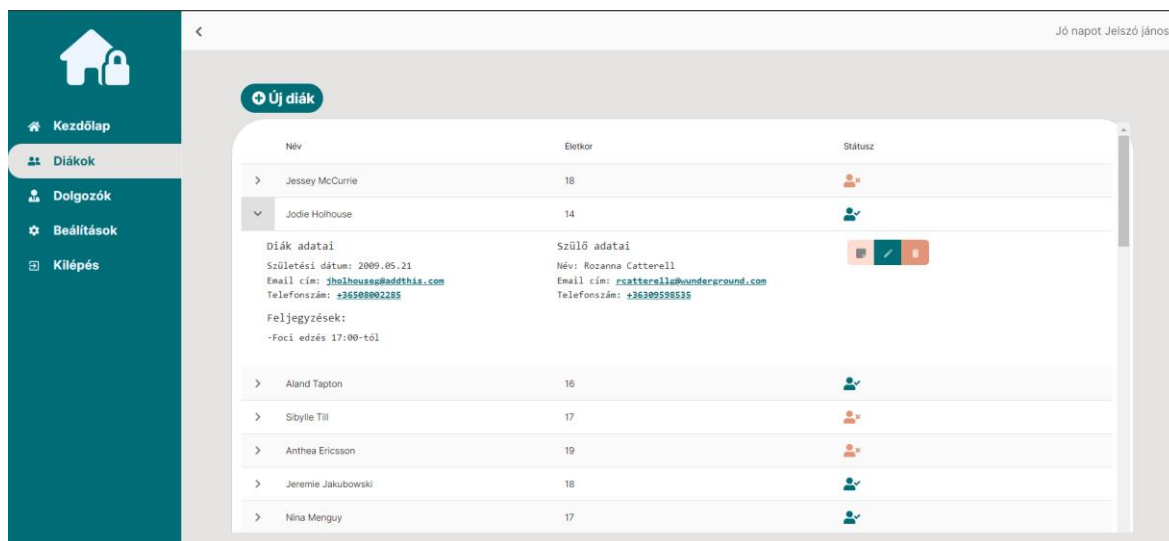 Jó napot Jelszó jános
Kezdőlap
Diákok
Dolgozók
Beálítások
Kilépés
Új diák
Név Életkor Státusz
Jessey McCurrie 18
Jodie Holhouse 14
Diák adatai
Születési dátum: 2009.05.21
Email cím: jholhouseg@addthis.com
Telefonszám: +36508002285
Feljegyzések:
-Foci edzés 17:00-tól
Szülő adatai
Név: Rozanna Catterell
Email cím: rcatterellg@wunderground.com
Telefonszám: +36309598535
Aland Tapton 16
Sibylle Till 17
Anthea Ericsson 19
Jeremie Jakubowski 18
Nina Menguy 17